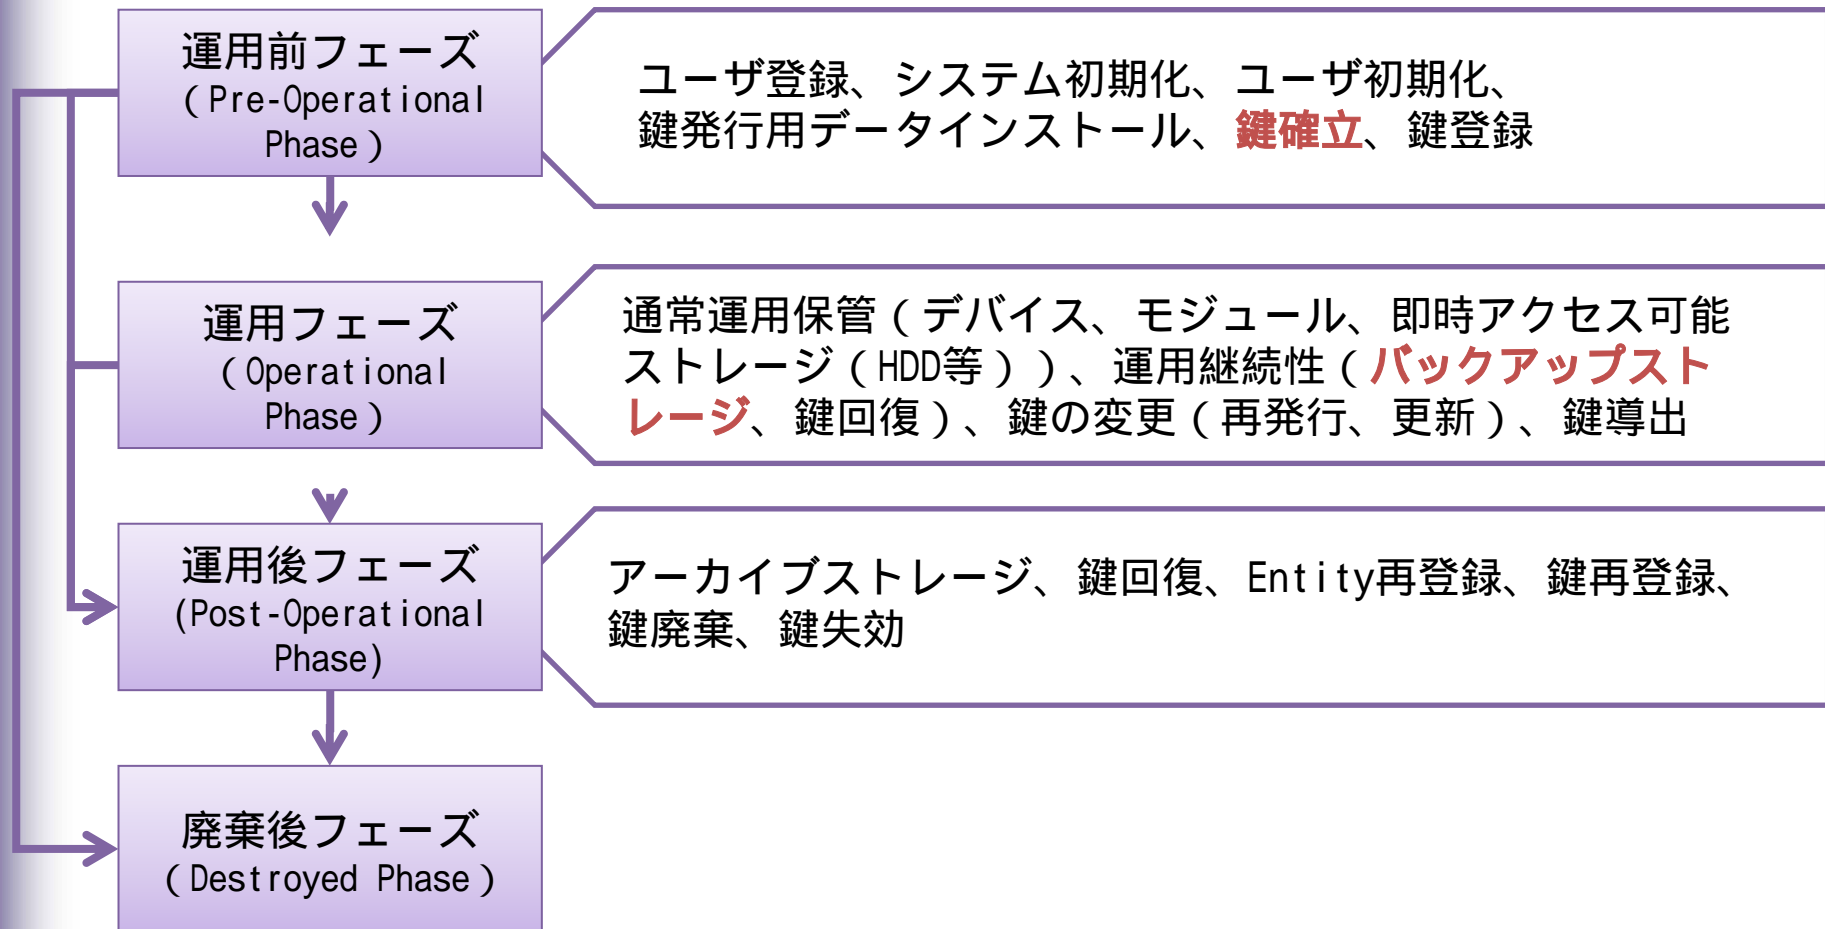 運用前フェーズ
(Pre-Operational
Phase)
ユーザ登録、システム初期化、ユーザ初期化、
鍵発行用データインストール、鍵確立、鍵登録
運用フェーズ
(Operational
Phase)
通常運用保管(デバイス、モジュール、即時アクセス可能
ストレージ(HDD等))、運用継続性(バックアップスト
レージ、鍵回復)、鍵の変更(再発行、更新)、鍵導出
運用後フェーズ
(Post-Operational
Phase)
アーカイブストレージ、鍵回復、Entity再登録、鍵再登録、
鍵廃棄、鍵失効
廃棄後フェーズ
(Destroyed Phase)